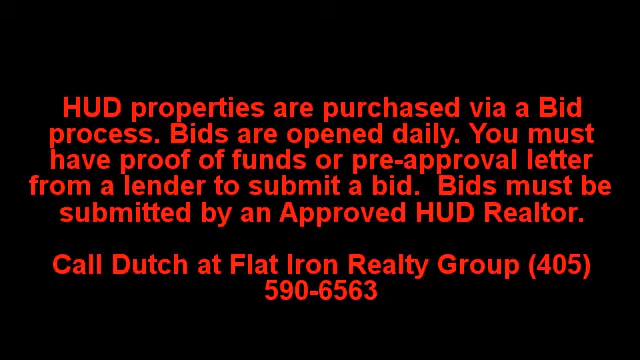 HUD properties are purchased via a Bid
process. Bids are opened daily. You must
have proof of funds or pre-approval letter
from a lender to submit a bid.  Bids must be
submitted by an Approved HUD Realtor.
Call Dutch at Flat Iron Realty Group (405)
590-6563